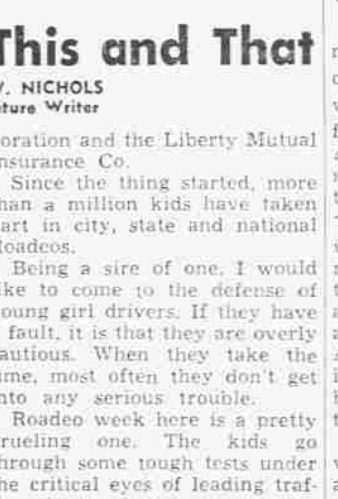 This and That
V. NICHOLS
ture Writer
oration and the Liberty Mutual
nsurance Co.
Since the thing started, more
han a million kids have taken
art in city, state and national
Roadeos.
Being a sire of one, I would
ike to come to the defense of
oung girl drivers. If they have
fault, it is that they are overly
autious. When they take the
ime, most often they don't get
nto any serious trouble.
Roadeo week here is a pretty
rueling one. The kids go
hrough some tough tests under
he critical eyes of leading traf-